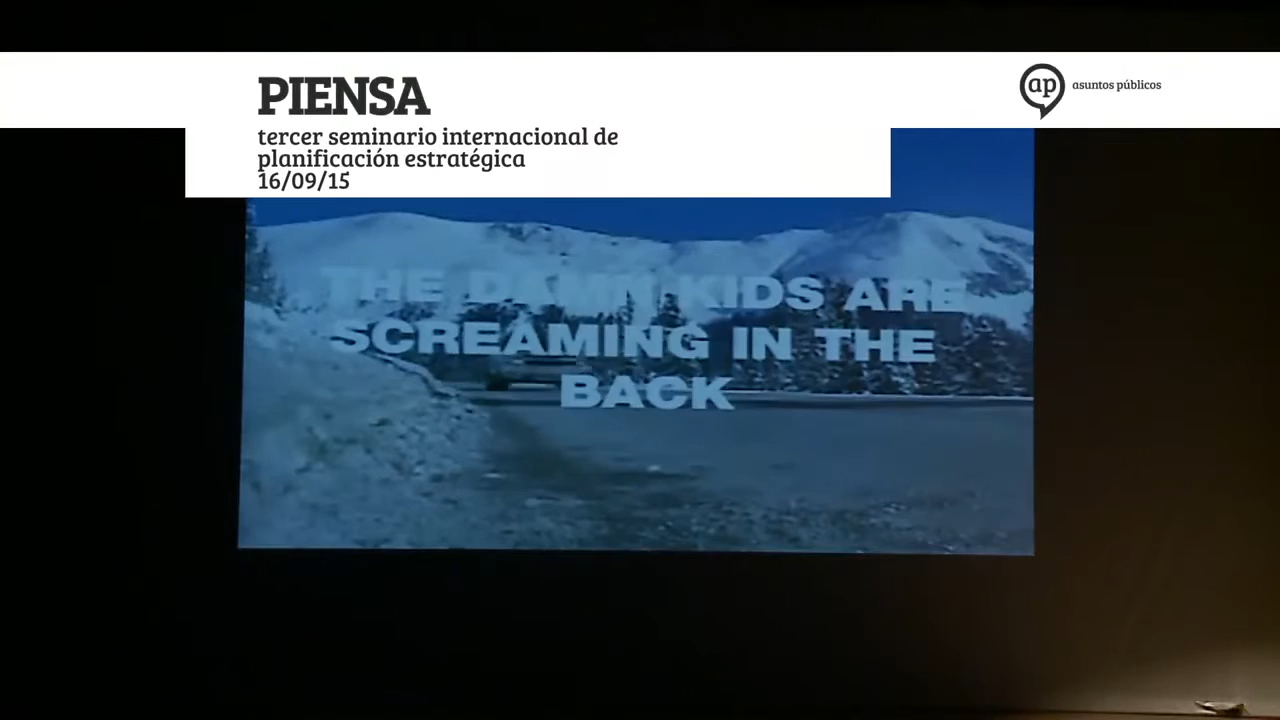 PIENSA
tercer seminario internacional de
planificación estratégica
16/09/15
ap
asuntos públicos
THE DAMN KIDS ARE
SCREAMING IN THE
BACK